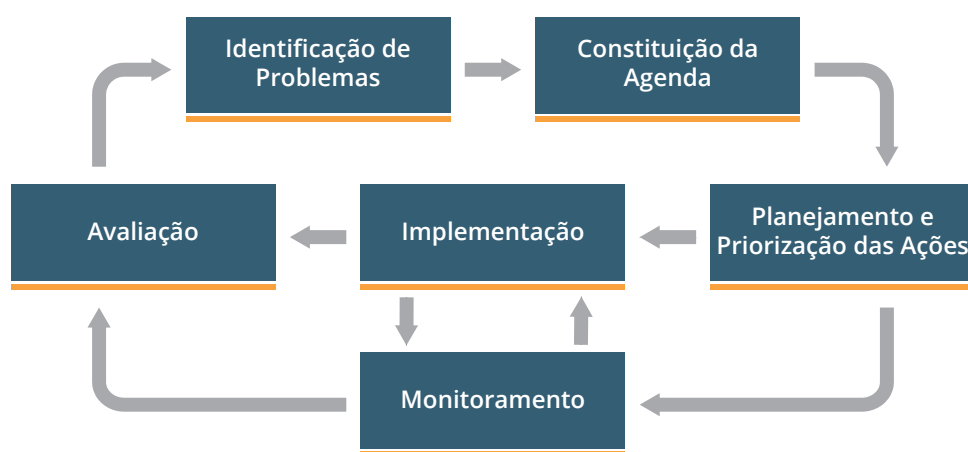 Identificação de
Problemas
Constituição da
Agenda
Avaliação
Implementação
Planejamento e
Priorização das Ações
Monitoramento